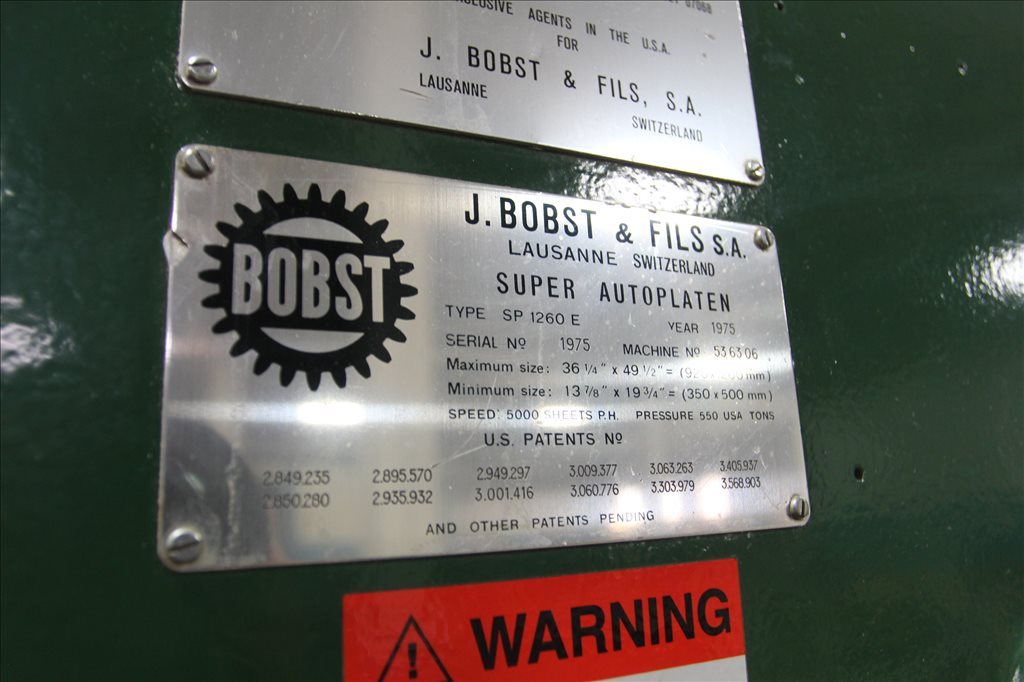 AGENTS IN THE U.S.A.
FOR
J. BOBST & FILS, S.A.
LAUSANNE
SWITZERLAND
BOBST
J. BOBST & FILS S.A.
LAUSANNE SWITZERLAND
SUPER AUTOPLATEN
TYPE SP 1260 E YEAR 1975
SERIAL Nº 1975 MACHINE Nº 536306
Maximum size: 36 1/4" x 49 1/2" = mm)
Minimum size: 13 7/8" x 19 3/4" = (350 x 500 mm)
SPEED: 5000 SHEETS P.H. PRESSURE 550 USA TONS
U.S. PATENTS Nº
2.849.235 2.895.570 2.949.297 3.009.377 3.063.263 3.405.937
2.850.280 2.935.932 3.001.416 3.060.776 3.303.979 3.568.903
AND OTHER PATENTS PENDING
WARNING